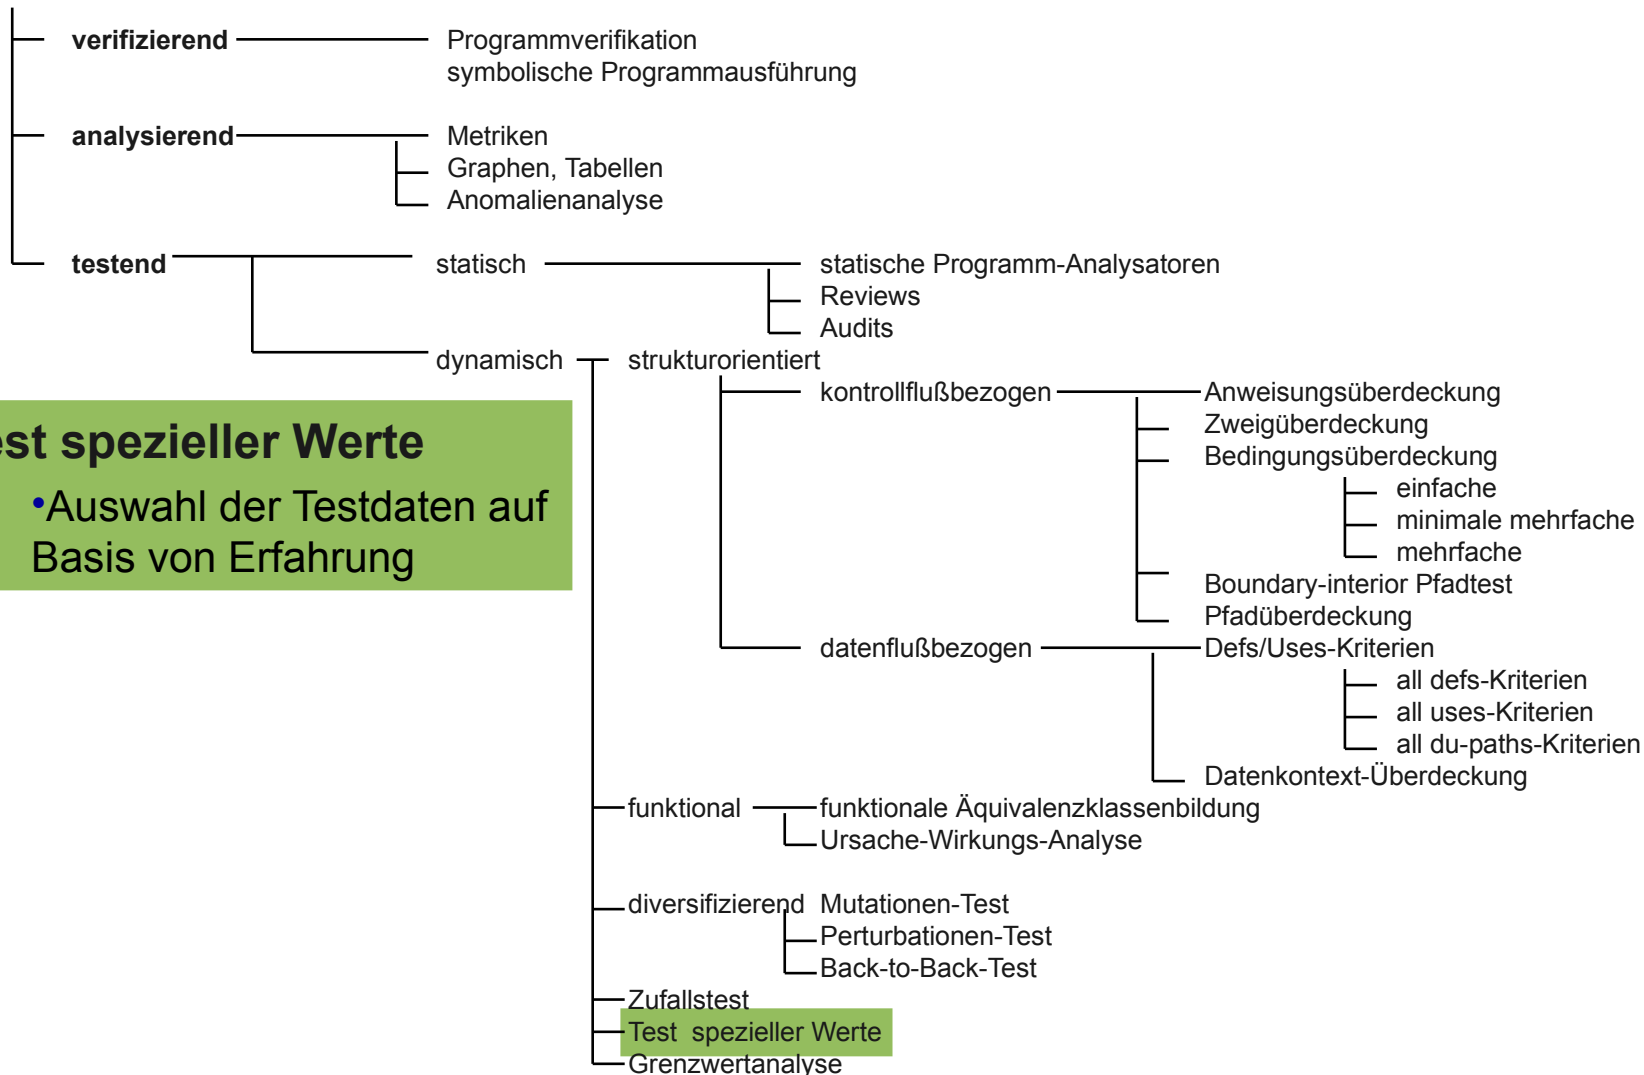 verifizierend Programmverifikation
symbolische Programmausführung
analysierend Metriken
Graphen, Tabellen
Anomalienanalyse
testend statisch statische Programm-Analysatoren
Reviews
Audits
dynamisch strukturorientiert
kontrollflußbezogen Anweisungsüberdeckung
Zweigüberdeckung
Bedingungsüberdeckung
einfache
minimale mehrfache
mehrfache
Boundary-interior Pfadtest
Pfadüberdeckung
datenflußbezogen Defs/Uses-Kriterien
all defs-Kriterien
all uses-Kriterien
all du-paths-Kriterien
Datenkontext-Überdeckung
funktional funktionale Äquivalenzklassenbildung
Ursache-Wirkungs-Analyse
diversifizierend Mutationen-Test
Perturbationen-Test
Back-to-Back-Test
Zufallstest
Test spezieller Werte
Grenzwertanalyse
est spezieller Werte
•Auswahl der Testdaten auf
Basis von Erfahrung